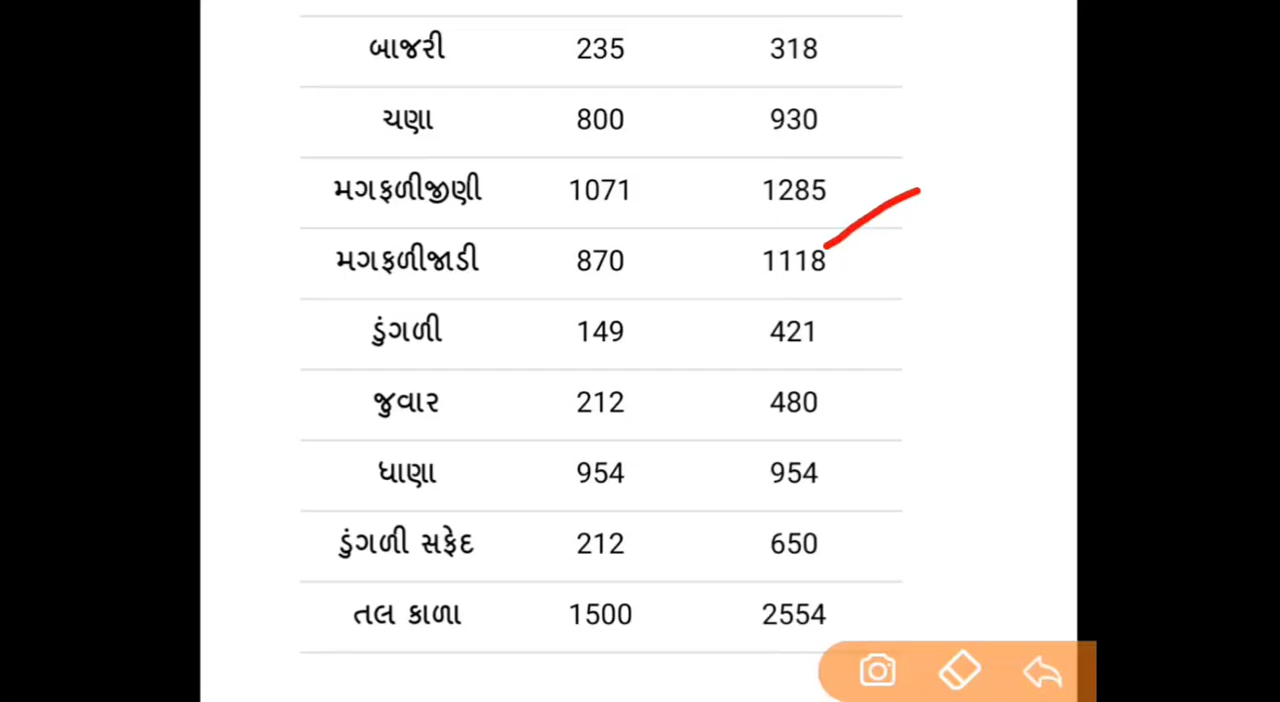 બાજરી 235 318
ચણા 800 930
મગફળીજીણી 1071 1285
મગફળીજાડી 870 1118
ડુંગળી 149 421
જુવાર 212 480
ધાણા 954 954
ડુંગળી સફેદ 212 650
તલ કાળા 1500 2554